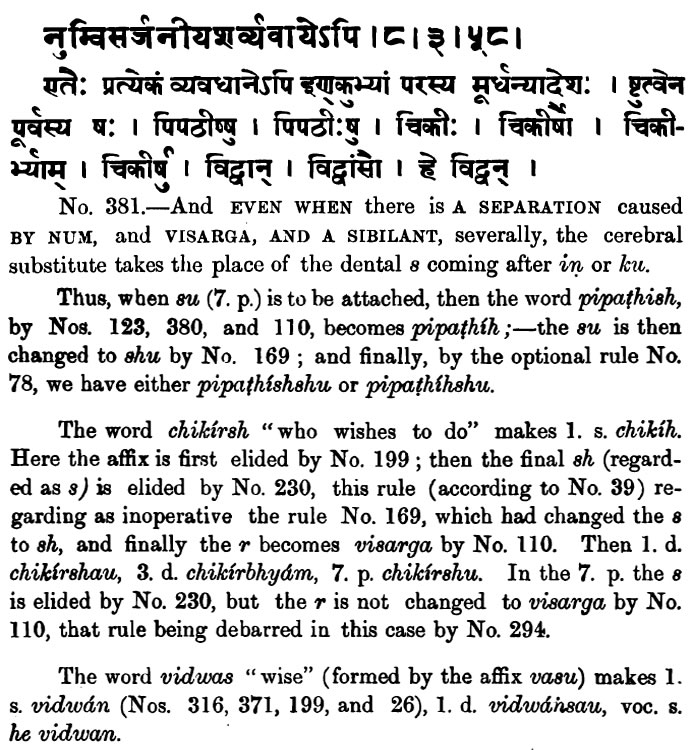 नुम्विसर्जनीयशर्व्यवायेऽपि । ८ । ३ । ५८ ।
एतैः प्रत्येकं व्यवधानेऽपि इण्कुभ्यां परस्य मूर्धन्यादेशः । ष्टुत्वेन
पूर्वस्य षः । पिपठीष्षु । पिपठीःषु । चिकीः । चिकीर्षौ । चिकी-
र्भ्याम् । चिकीर्षु । विद्वान् । विद्वांसौ । हे विद्वन् ।
No. 381.—And EVEN WHEN there is A SEPARATION caused
BY NUM, and VISARGA, AND A SIBILANT, severally, the cerebral
substitute takes the place of the dental s coming after iṇ or ku.
Thus, when su (7. p.) is to be attached, then the word pipaṭhish,
by Nos. 123, 380, and 110, becomes pipaṭhíh ;—the su is then
changed to shu by No. 169 ; and finally, by the optional rule No.
78, we have either pipaṭhíshshu or pipaṭhíhshu.
The word chikírsh “who wishes to do” makes 1. s. chikíh.
Here the affix is first elided by No. 199 ; then the final sh (regard-
ed as s) is elided by No. 230, this rule (according to No. 39) re-
garding as inoperative the rule No. 169, which had changed the s
to sh, and finally the r becomes visarga by No. 110. Then 1. d.
chikírshau, 3. d. chikírbhyám, 7. p. chikírshu. In the 7. p. the s
is elided by No. 230, but the r is not changed to visarga by No.
110, that rule being debarred in this case by No. 294.
The word vidwas “wise” (formed by the affix vasu) makes 1.
s. vidwán (Nos. 316, 371, 199, and 26), 1. d. vidwáṅsau, voc. s.
he vidwan.